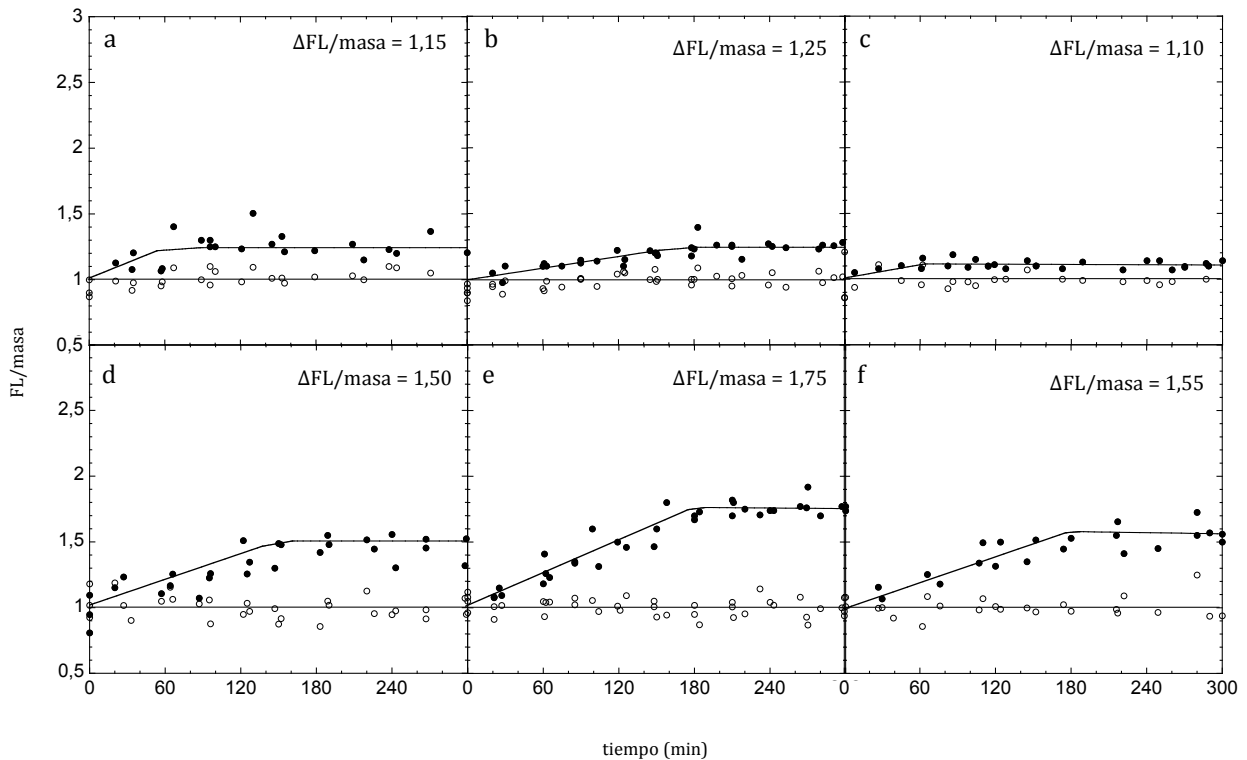 3
a
ΔFL/masa = 1,15
b
ΔFL/masa = 1,25
c
ΔFL/masa = 1,10
2,5
2
1,5
1
0,5
FL/masa
d
ΔFL/masa = 1,50
e
ΔFL/masa = 1,75
f
ΔFL/masa = 1,55
2,5
2
1,5
1
0,5
0 60 120 180 240 0 60 120 180 240 0 60 120 180 240 300
tiempo (min)